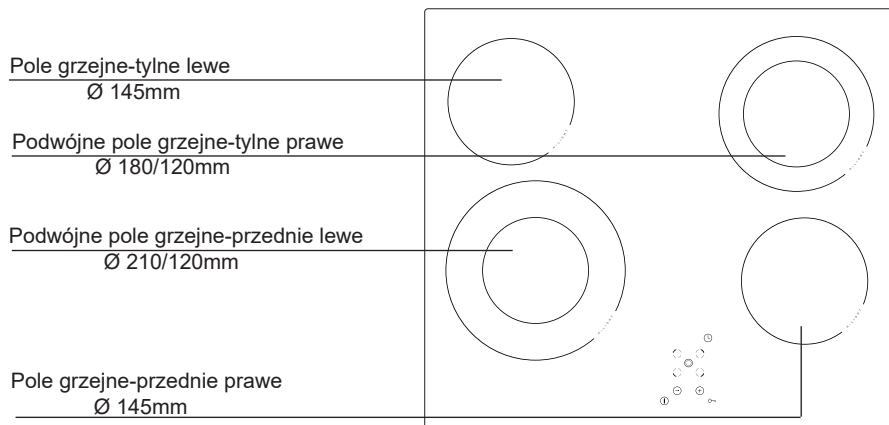 Pole grzejne-tylne lewe
Ø 145mm
Podwójne pole grzejne-tylne prawe
Ø 180/120mm
Podwójne pole grzejne-przednie lewe
Ø 210/120mm
Pole grzejne-przednie prawe
Ø 145mm